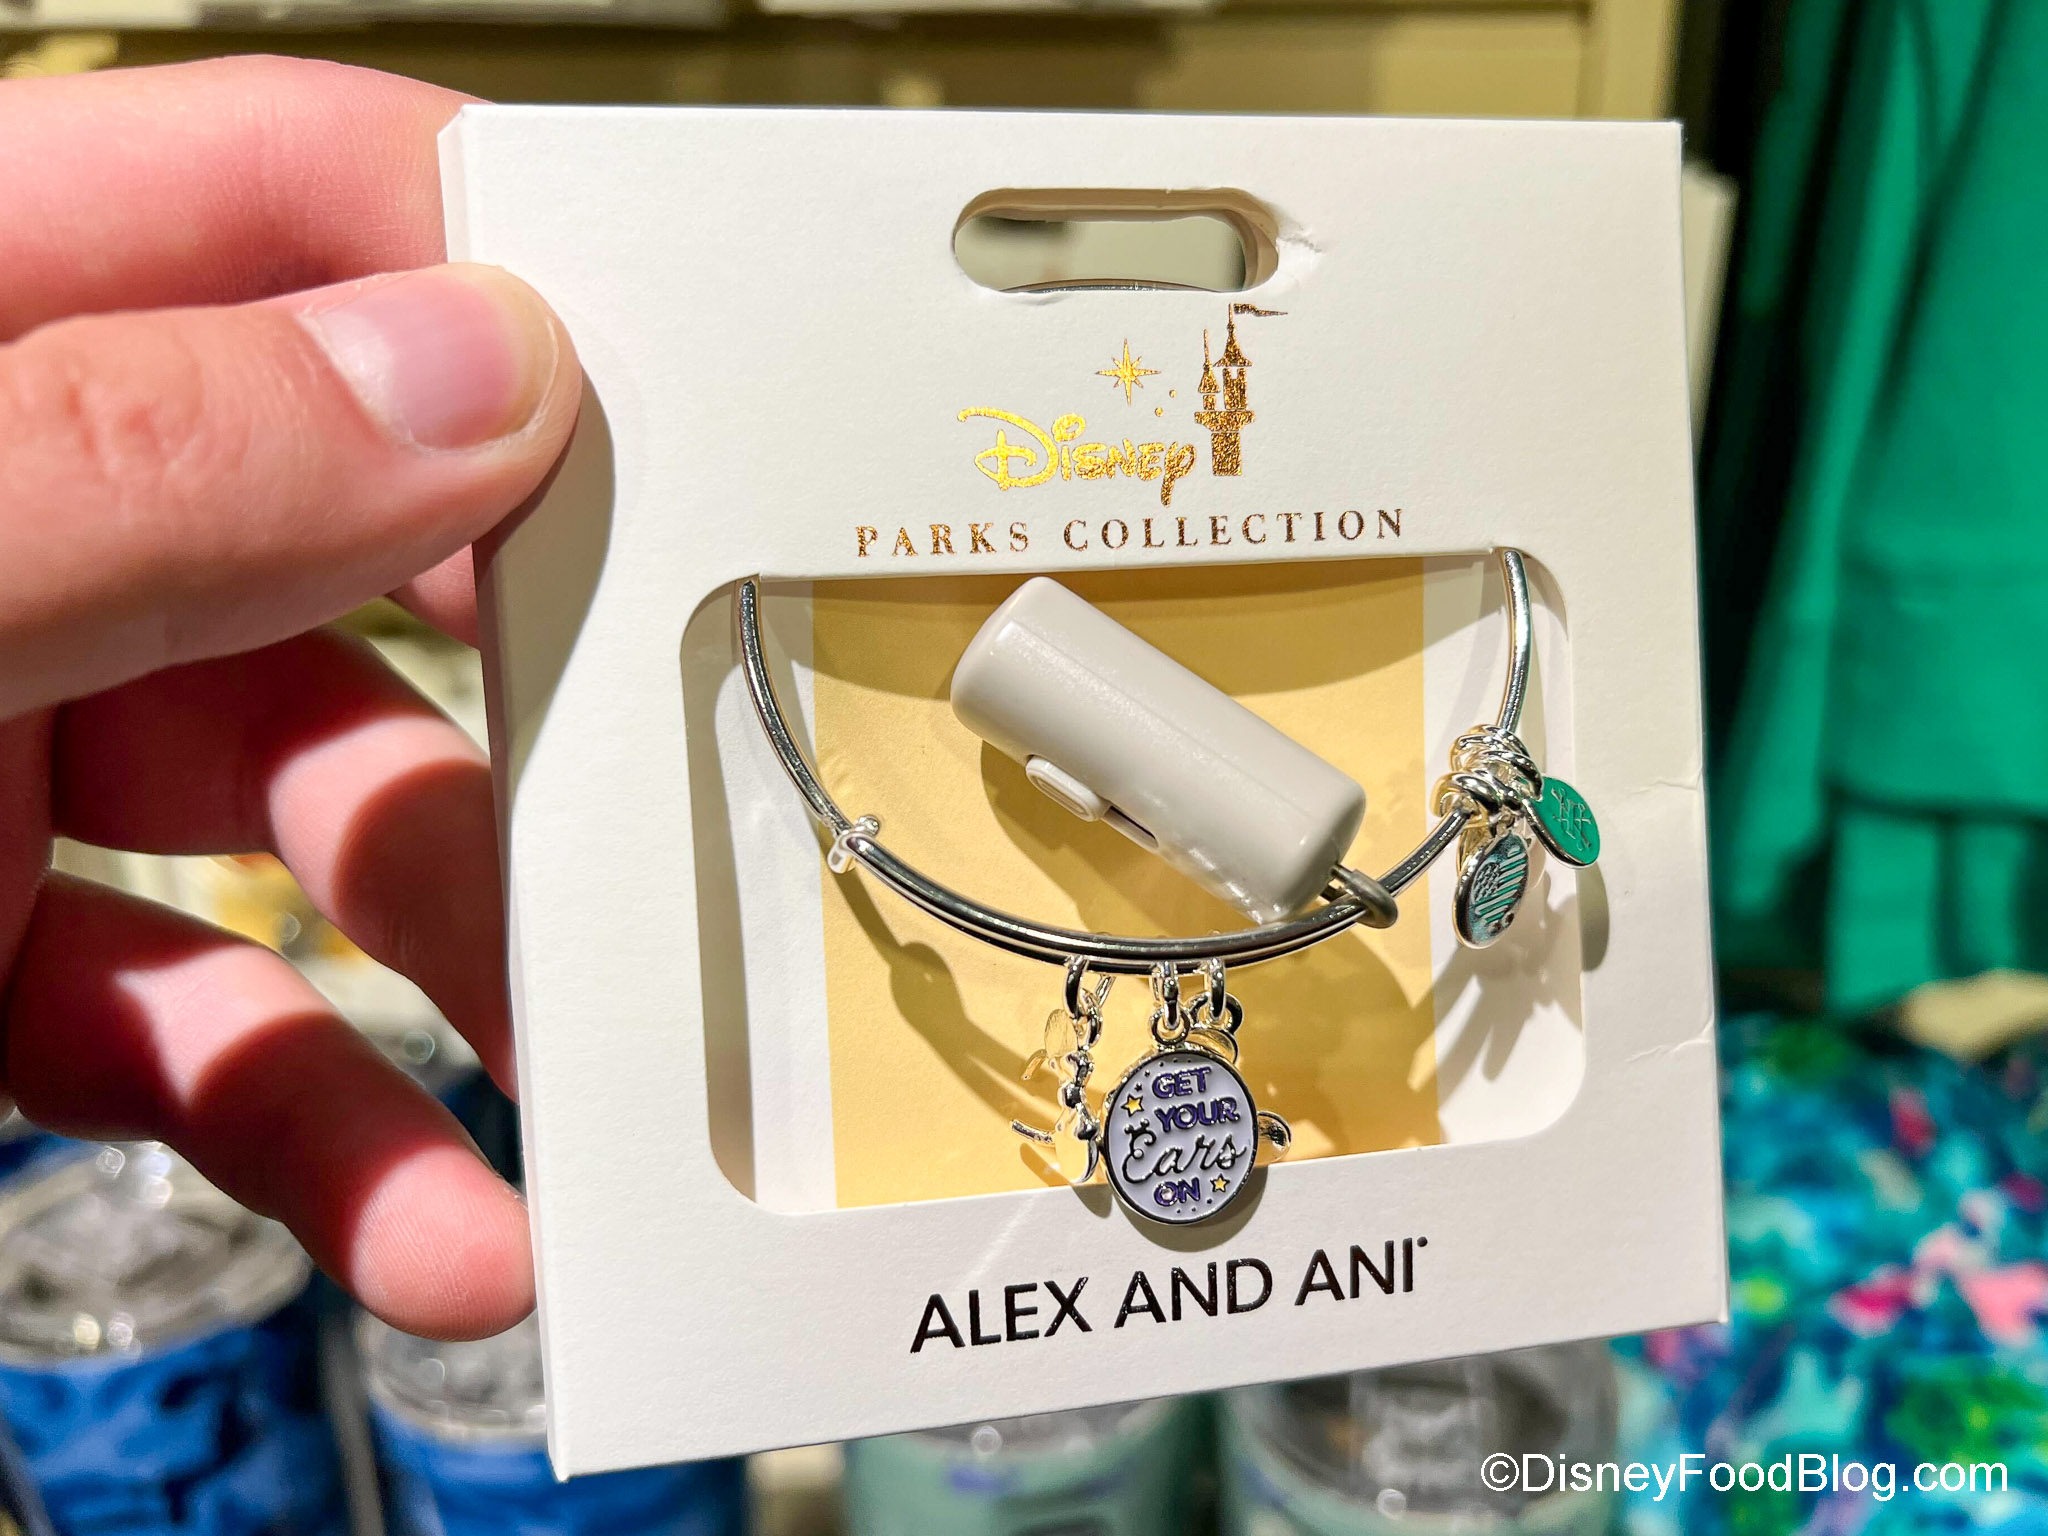 Disney
PARKS COLLECTION
GET
YOUR
Ears
ON
ALEX AND ANI
©DisneyFoodBlog.com